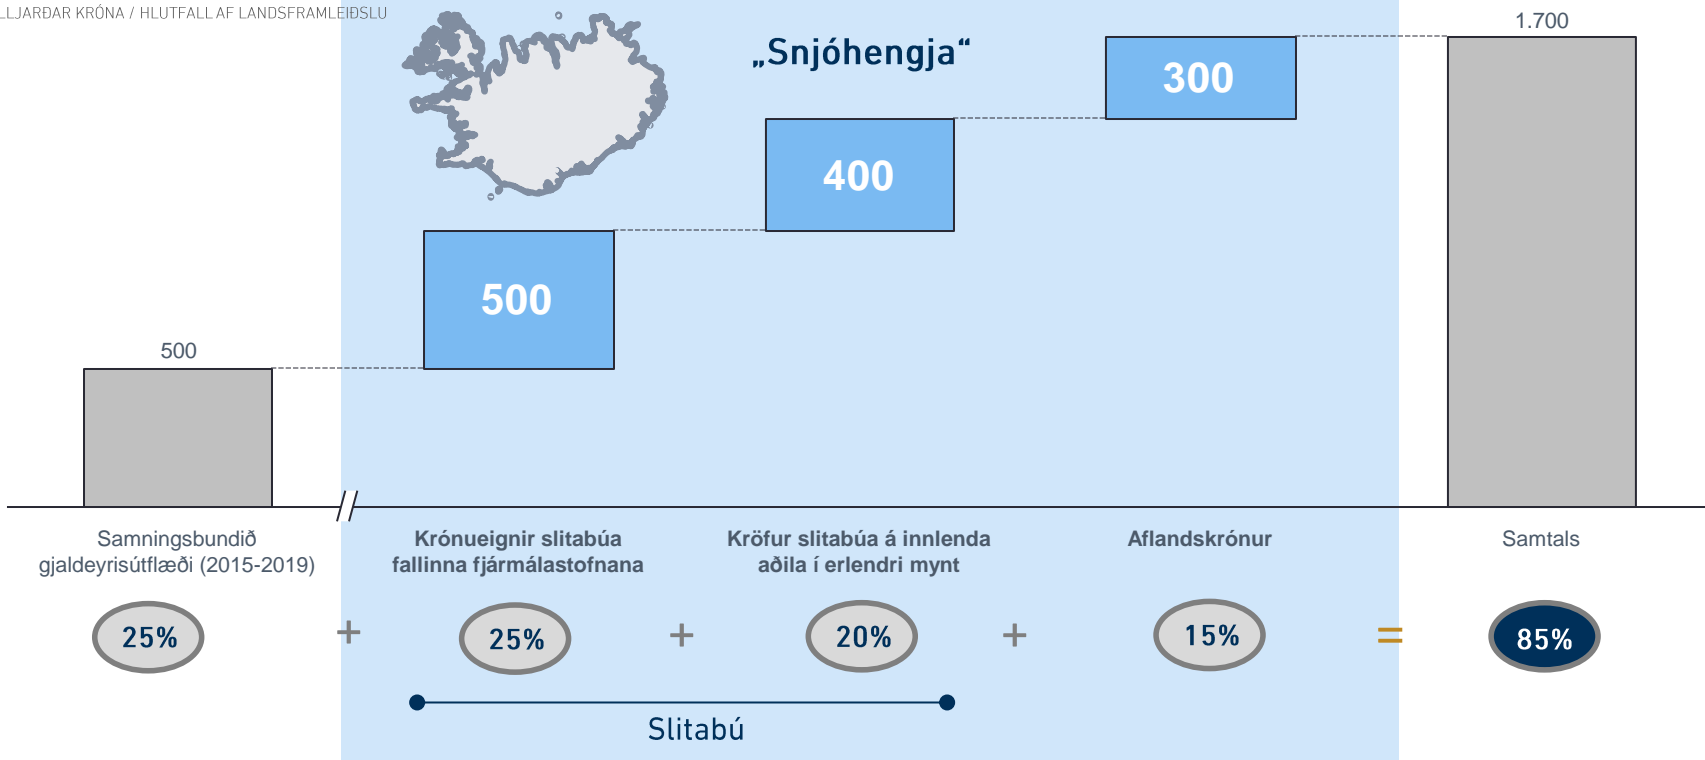 LLJARÐAR KRÓNA / HLUTFALL AF LANDSFRAMLEIÐSLU
„Snjóhengja“
1.700
300
400
500
500
Samningsbundið
gjaldeyrisútflæði (2015-2019)
Krónueignir slitabúa
fallinna fjármálastofnana
Kröfur slitabúa á innlenda
aðila í erlendri mynt
Aflandskrónur
Samtals
25% + 25% + 20% + 15% = 85%
Slitabú